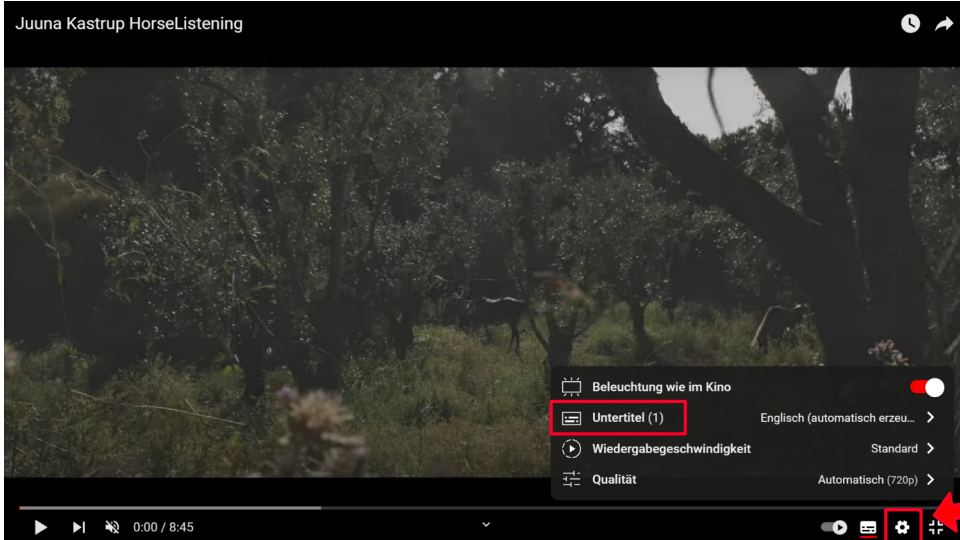 Juuna Kastrup HorseListening
Beleuchtung wie im Kino
Untertitel (1) Englisch (automatisch erzeu...
Wiedergabegeschwindigkeit Standard
Qualität Automatisch (720p)
0:00 / 8:45